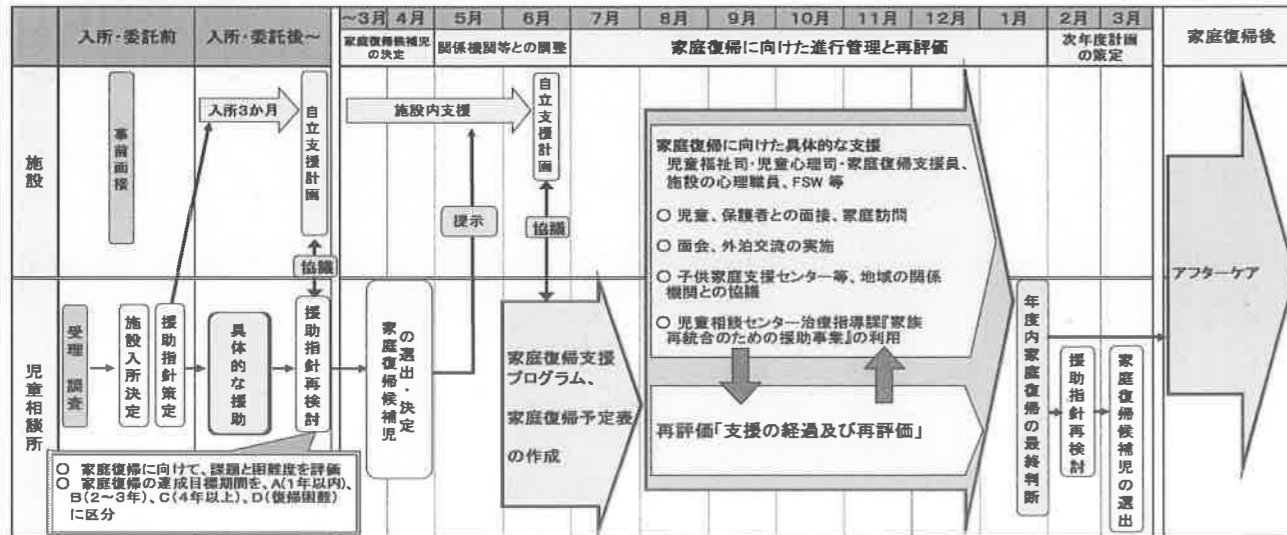 入所・委託前
入所・委託後～
～3月
4月
5月
6月
7月
8月
9月
10月
11月
12月
1月
2月
3月
家庭復帰後
家庭復帰候補児
の決定
関係機関等との調整
家庭復帰に向けた進行管理と再評価
次年度計画
の策定
施設
事前面接
入所3か月
自立支援計画
施設内支援
自立支援計画
提示
協議
協議
家庭復帰に向けた具体的な支援
児童福祉司・児童心理司・家庭復帰支援員、
施設の心理職員、FSW 等
○ 児童、保護者との面接、家庭訪問
○ 面会、外泊交流の実施
○ 子供家庭支援センター等、地域の関係
機関との協議
○ 児童相談センター治療指導課『家族
再統合のための援助事業』の利用
アフターケア
児童相談所
受理 調査
施設入所決定
援助指針策定
具体的な援助
援助指針再検討
家庭復帰候補児
の選出・決定
家庭復帰支援
プログラム、
家庭復帰予定表
の作成
再評価「支援の経過及び再評価」
年度内家庭復帰の最終判断
援助指針再検討
家庭復帰候補児の選出
○ 家庭復帰に向けて、課題と困難度を評価
○ 家庭復帰の達成目標期間を、A(1年以内)、
B(2～3年)、C(4年以上)、D(復帰困難)
に区分